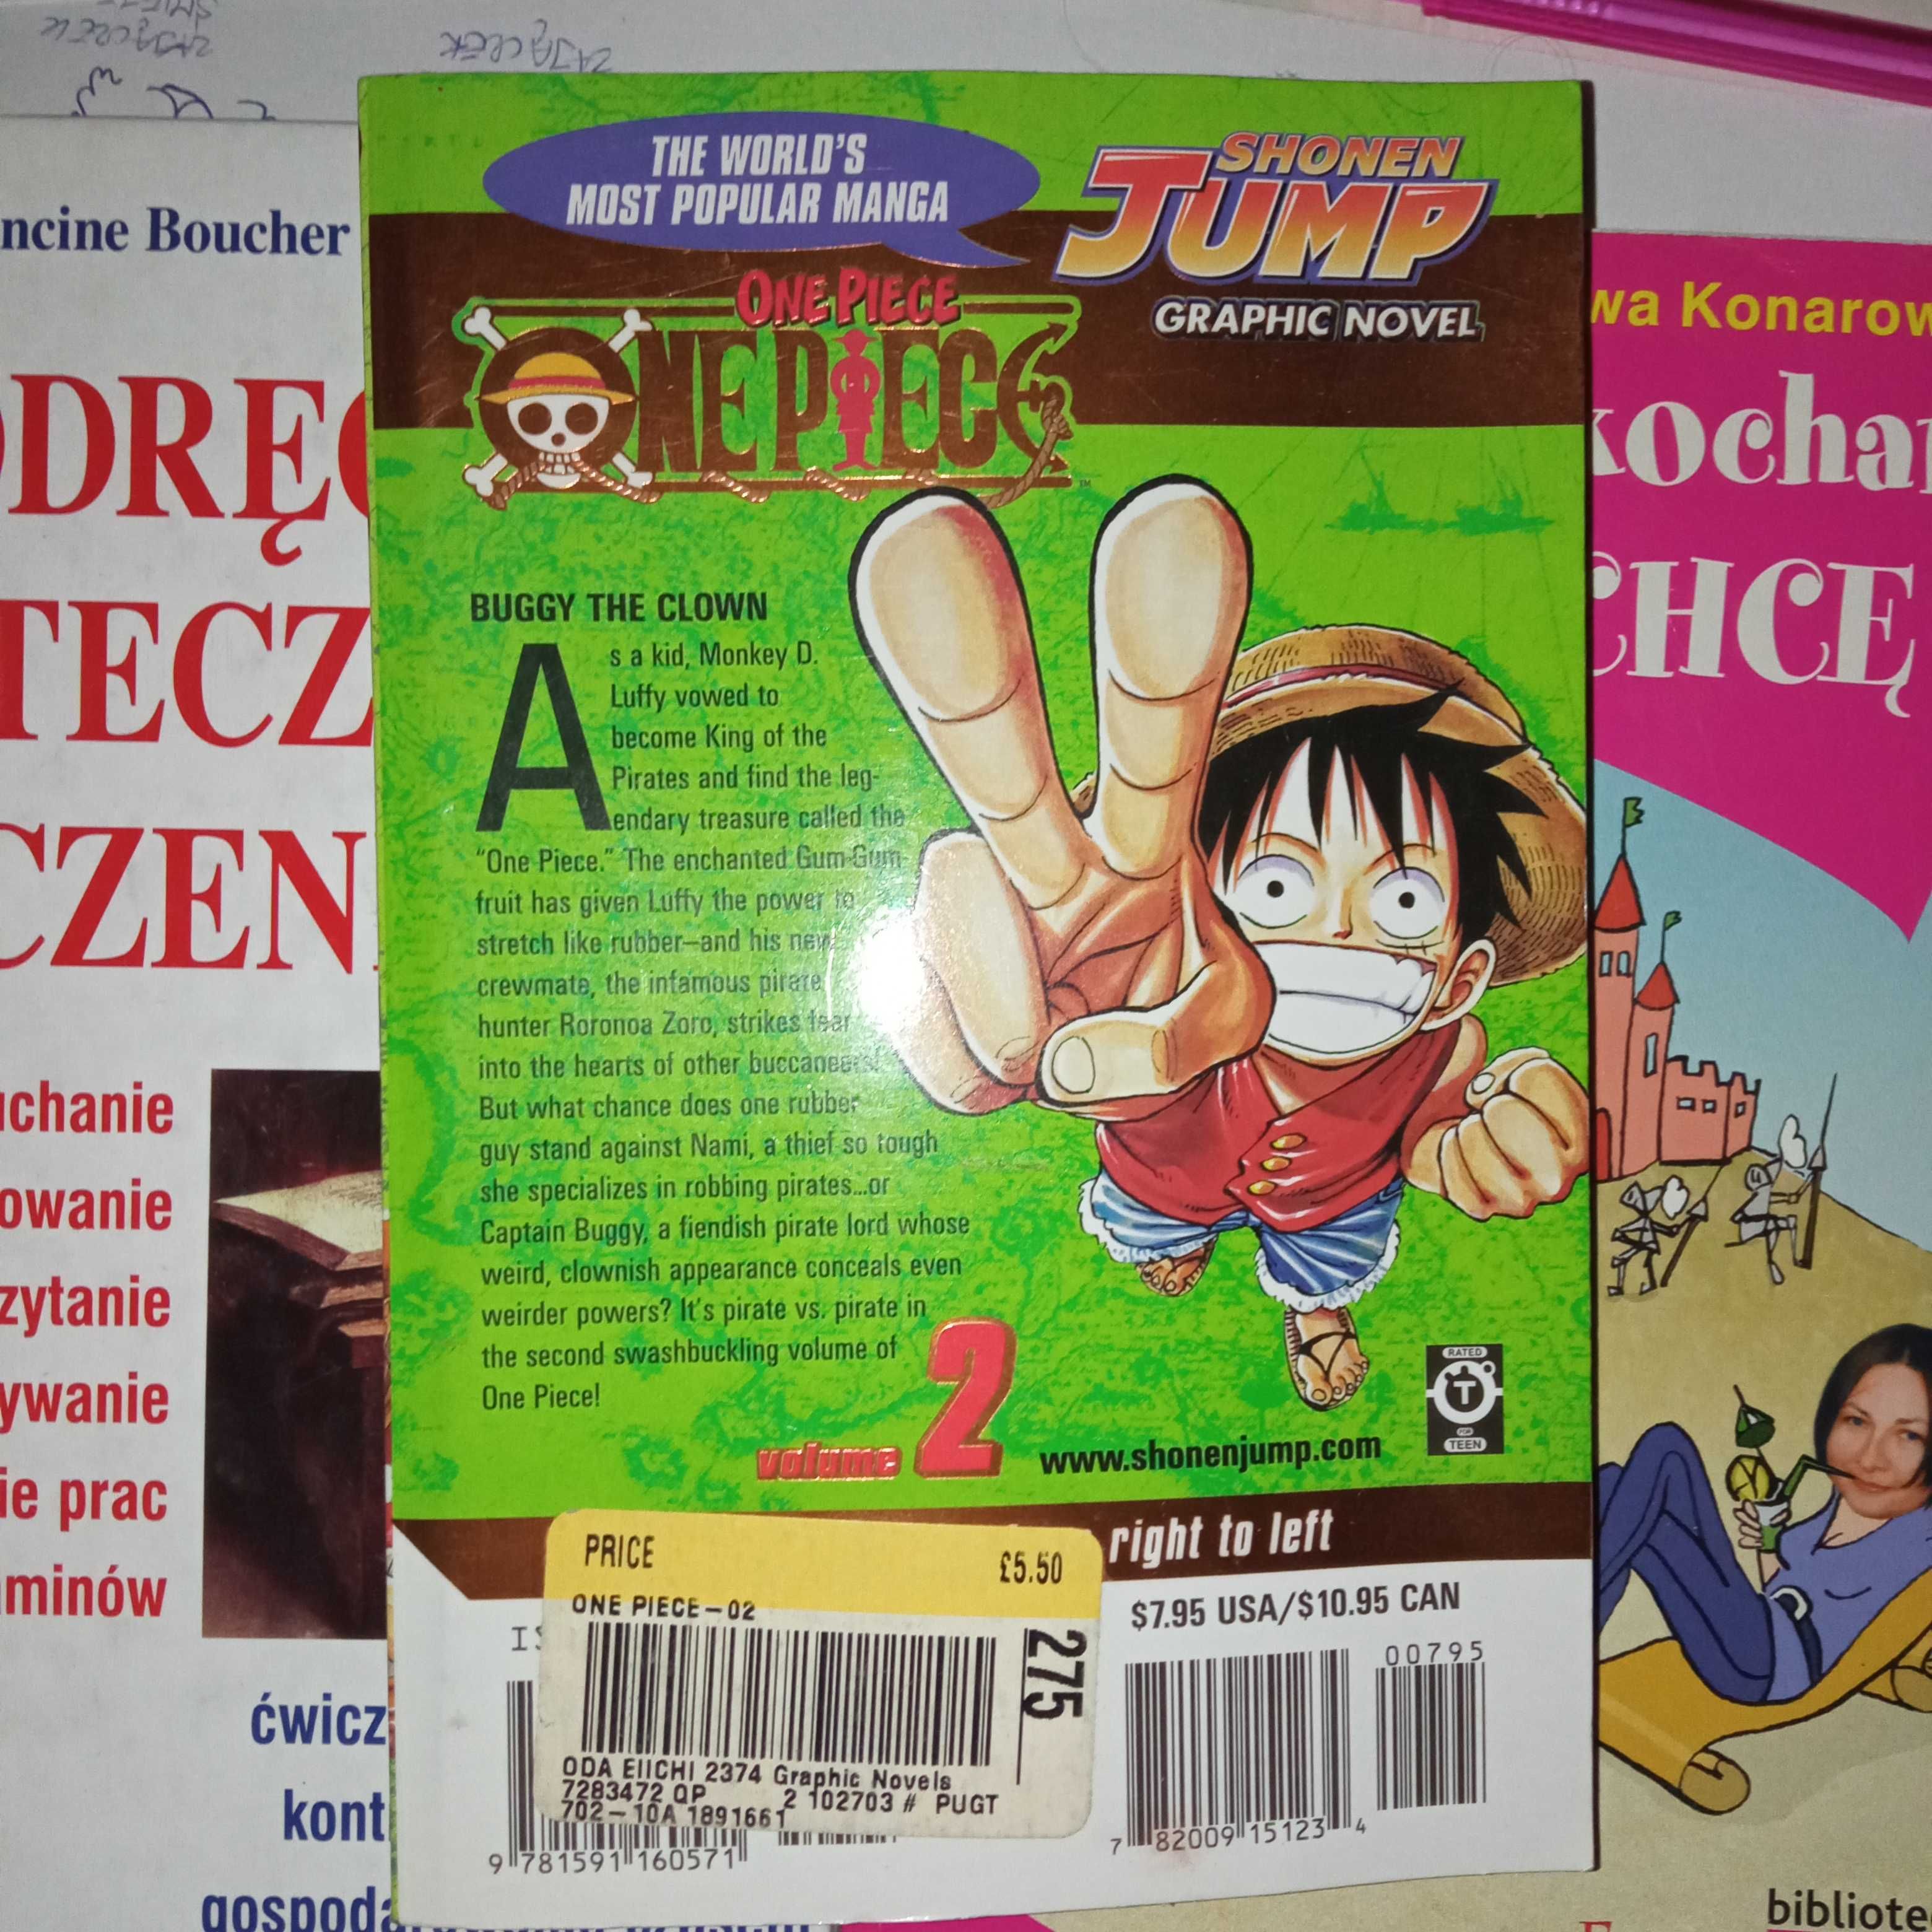 ZAJĄCZEK
ncine Boucher
DRĘ
TECZ
CZEN
chanie
owanie
zytanie
ywanie
ie prac
minów
ćwicz
kont
gospoda
THE WORLD'S
MOST POPULAR MANGA
SHONEN
JUMP
GRAPHIC NOVEL
ONE PIECE
ONE PIECE
TM
BUGGY THE CLOWN
As a kid, Monkey D.
Luffy vowed to
become King of the
Pirates and find the leg-
endary treasure called the
"One Piece." The enchanted Gum-Gum
fruit has given Luffy the power to
stretch like rubber—and his new
crewmate, the infamous pirate
hunter Roronoa Zoro, strikes fear
into the hearts of other buccaneers!
But what chance does one rubber
guy stand against Nami, a thief so tough
she specializes in robbing pirates...or
Captain Buggy, a fiendish pirate lord whose
weird, clownish appearance conceals even
weirder powers? It's pirate vs. pirate in
the second swashbuckling volume of
One Piece!
volume 2
www.shonenjump.com
RATED
T
FOR
TEEN
right to left
PRICE £5.50
ONE PIECE-02
275
ODA EIICHI 2374 Graphic Novels
7283472 QP 2 102703 # PUGT
702-10A 1891661
9 781591 160571
$7.95 USA/$10.95 CAN
00795
7 82009 15123 4
wa Konarow
kocha
CHCĘ
bibliote